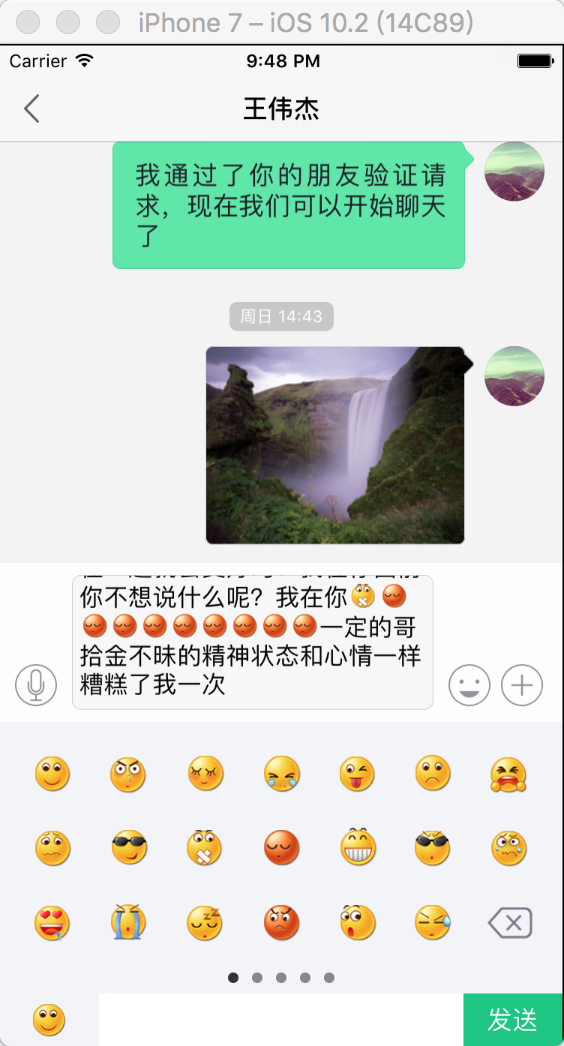 iPhone 7 – iOS 10.2 (14C89)
Carrier 9:48 PM
王伟杰
我通过了你的朋友验证请
求，现在我们可以开始聊天
了
周日 14:43
你不想说什么呢？我在你
一定的哥
拾金不昧的精神状态和心情一样
糟糕了我一次
发送